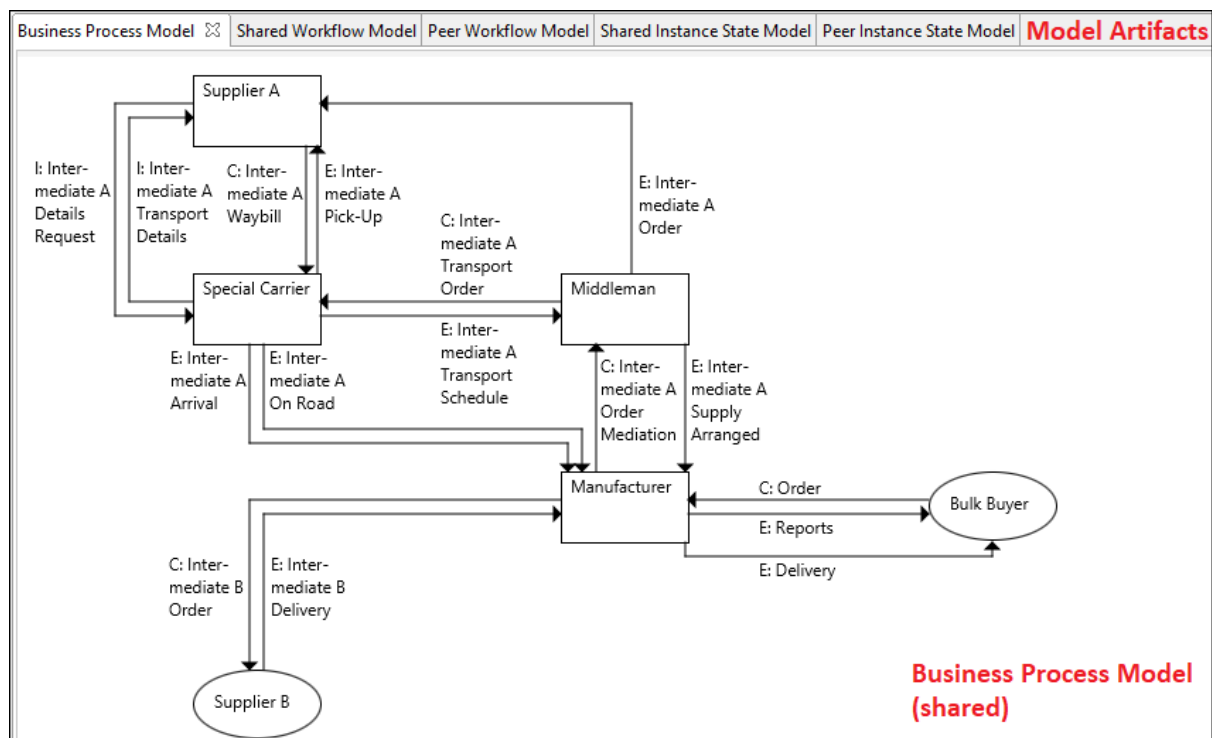 Business Process Model
Shared Workflow Model
Peer Workflow Model
Shared Instance State Model
Peer Instance State Model
Model Artifacts
Supplier A
I: Inter-
mediate A
Details
Request
I: Inter-
mediate A
Transport
Details
C: Inter-
mediate A
Waybill
E: Inter-
mediate A
Pick-Up
E: Inter-
mediate A
Order
C: Inter-
mediate A
Transport
Order
Special Carrier
Middleman
E: Inter-
mediate A
Transport
Schedule
E: Inter-
mediate A
Arrival
E: Inter-
mediate A
On Road
C: Inter-
mediate A
Order
Mediation
E: Inter-
mediate A
Supply
Arranged
Manufacturer
C: Order
E: Reports
E: Delivery
Bulk Buyer
C: Inter-
mediate B
Order
E: Inter-
mediate B
Delivery
Supplier B
Business Process Model
(shared)